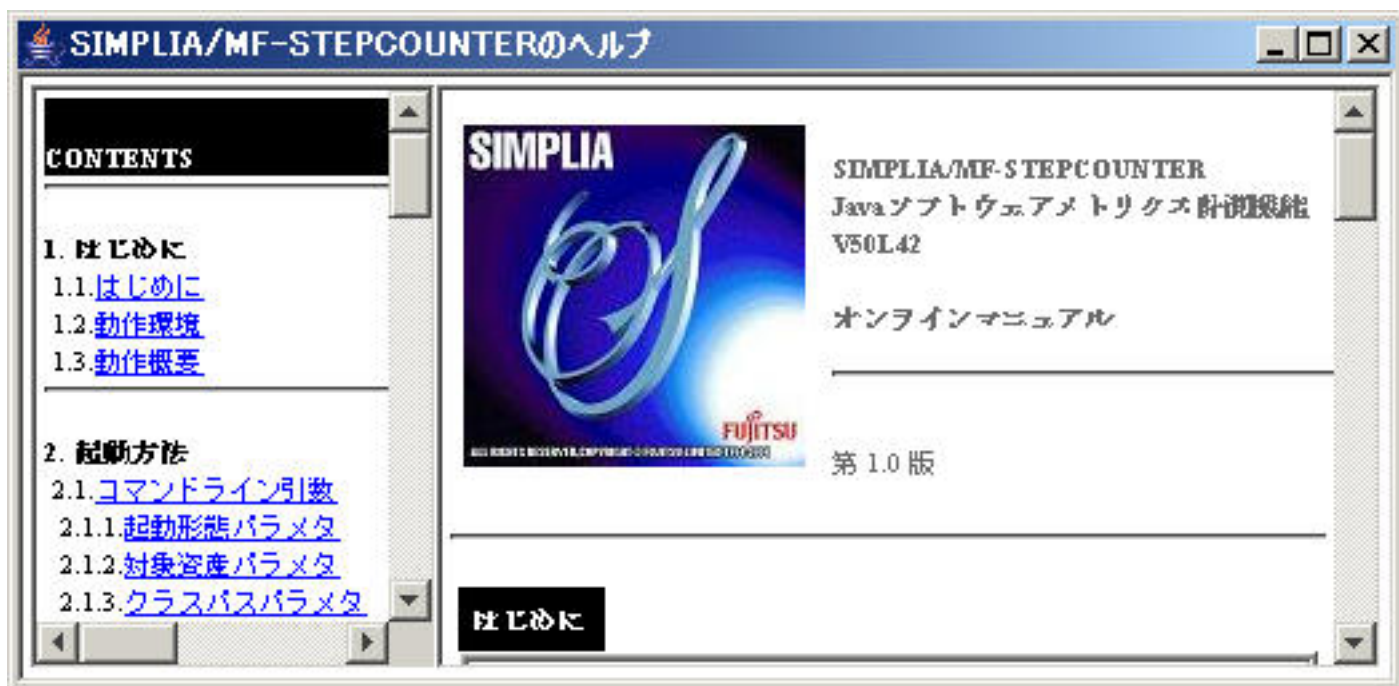 SIMPLIA/MF-STEPCOUNTERのヘルプ
CONTENTS
1. はじめに
1.1.はじめに
1.2.動作環境
1.3.動作概要
2. 起動方法
2.1.コマンドライン引数
2.1.1.起動形態パラメタ
2.1.2.対象資産パラメタ
2.1.3.クラスパスパラメタ
SIMPLIA
FUJITSU
ALL RIGHTS RESERVED, COPYRIGHT © FUJITSU LIMITED
SIMPLIA/MF-STEPCOUNTER
Javaソフトウェアメトリクス計測機能
V50L42
オンラインマニュアル
第 1.0 版
はじめに